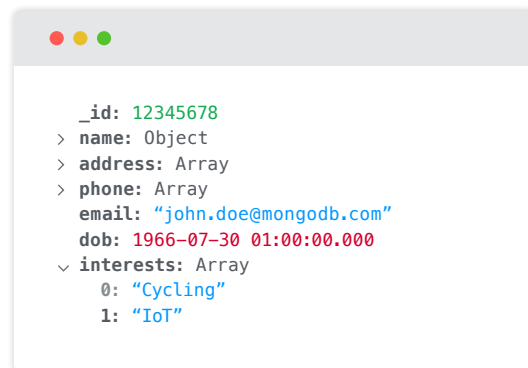 _id: 12345678
> name: Object
> address: Array
> phone: Array
email: “john.doe@mongodb.com”
dob: 1966-07-30 01:00:00.000
⌄ interests: Array
0: “Cycling”
1: “IoT”